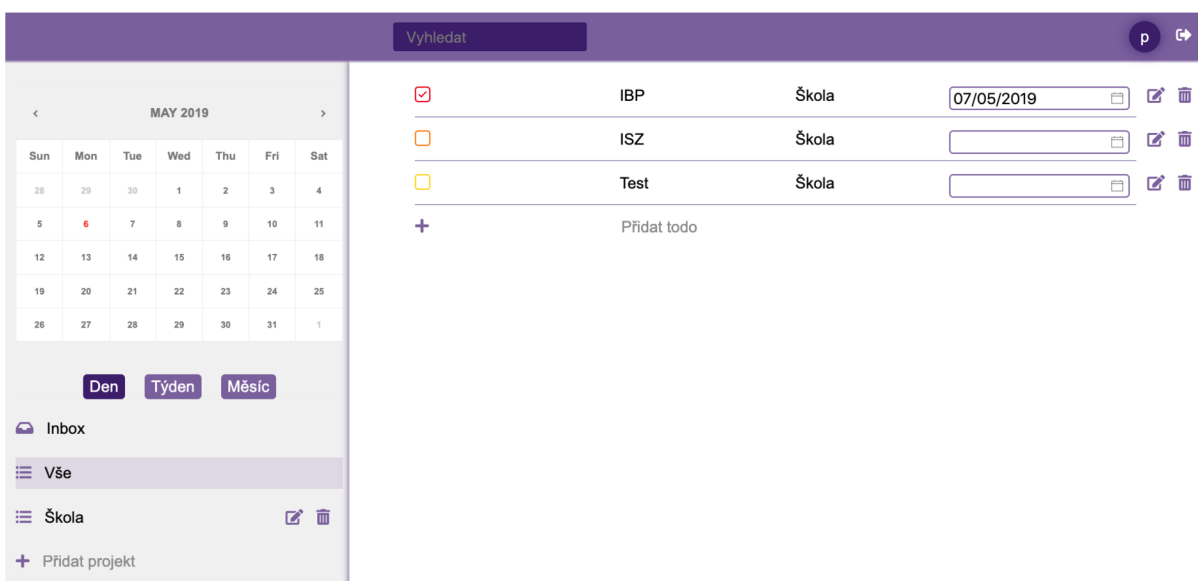 Vyhledat
p
MAY 2019
Sun Mon Tue Wed Thu Fri Sat
28 29 30 1 2 3 4
5 6 7 8 9 10 11
12 13 14 15 16 17 18
19 20 21 22 23 24 25
26 27 28 29 30 31 1
Den Týden Měsíc
Inbox
Vše
Škola
Přidat projekt
IBP Škola 07/05/2019
ISZ Škola
Test Škola
Přidat todo